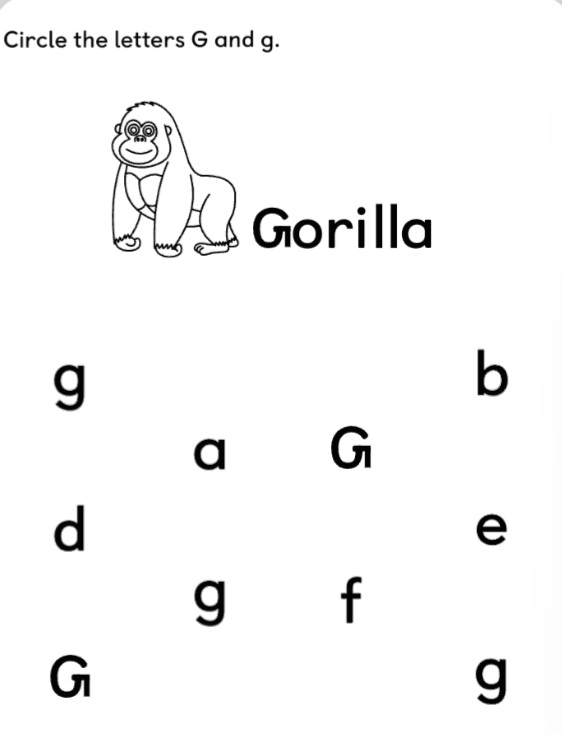 Circle the letters G and g.
Gorilla
g b
a G
d e
g f
G g